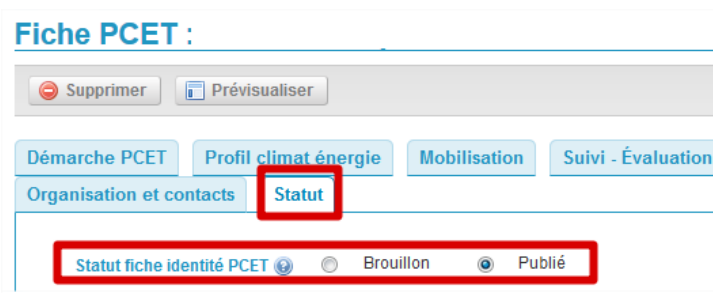 Fiche PCET :
Supprimer Prévisualiser
Démarche PCET Profil climat énergie Mobilisation Suivi - Évaluation
Organisation et contacts Statut
Statut fiche identité PCET ? Brouillon Publié